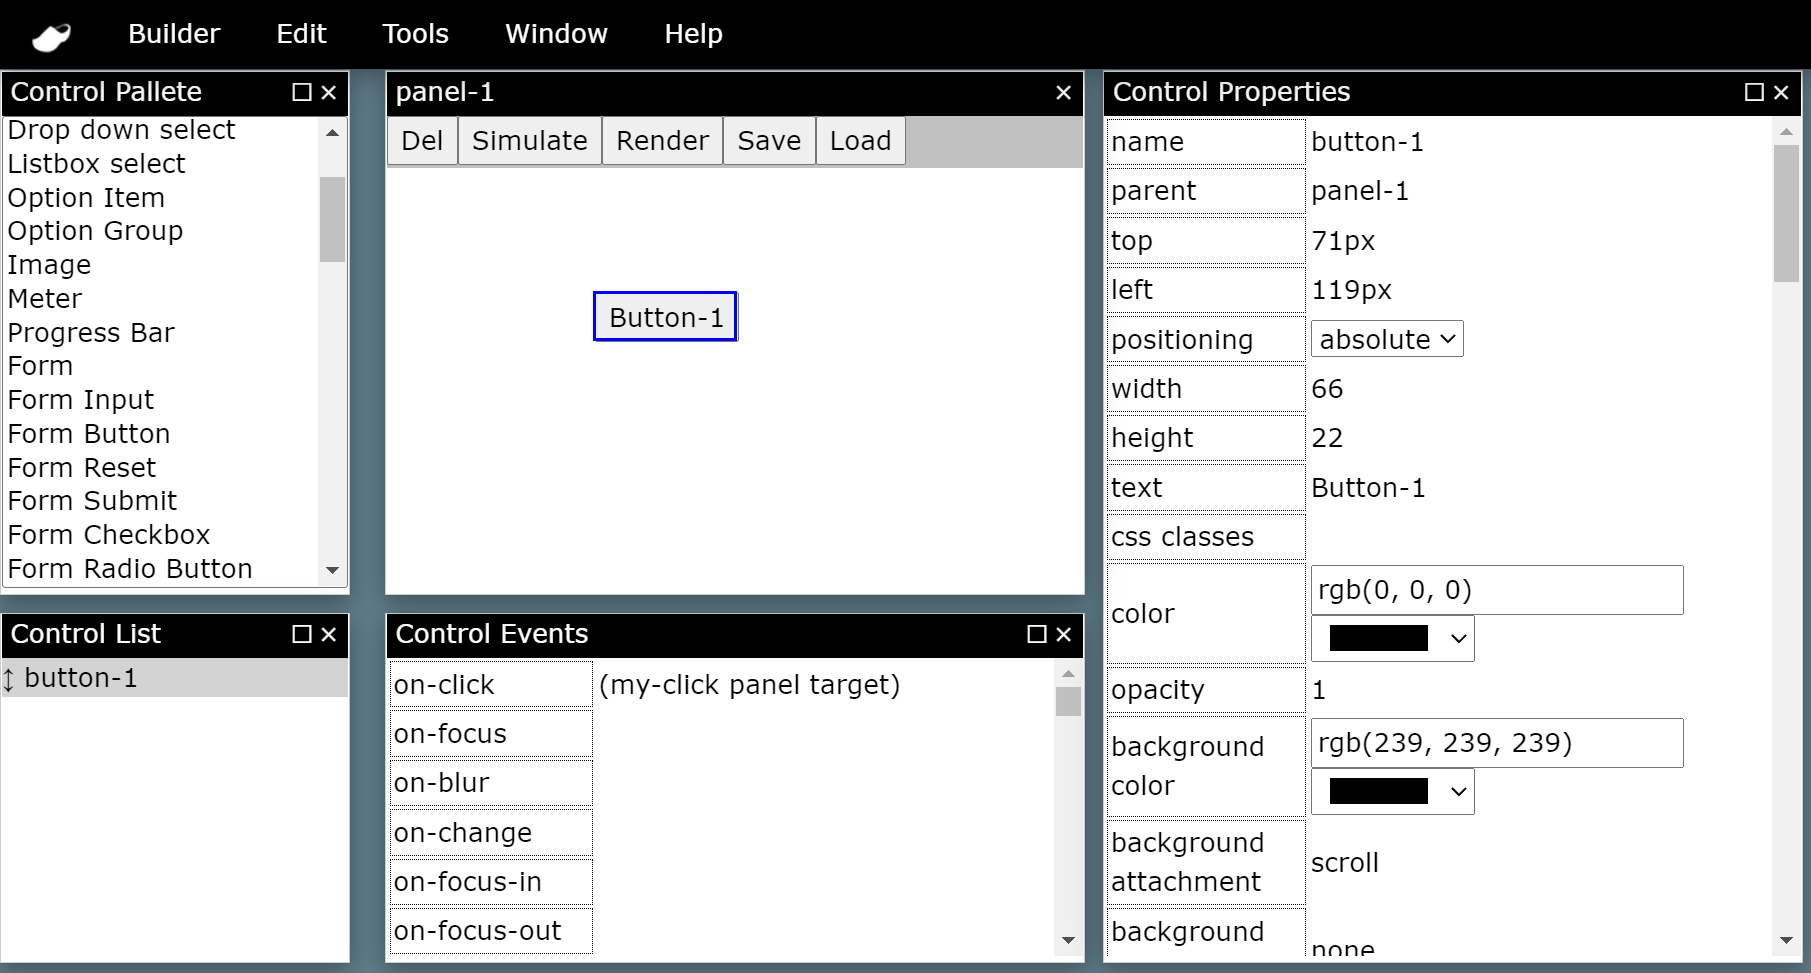 Builder Edit Tools Window Help
Control Pallete
Drop down select
Listbox select
Option Item
Option Group
Image
Meter
Progress Bar
Form
Form Input
Form Button
Form Reset
Form Submit
Form Checkbox
Form Radio Button
Control List
button-1
panel-1
Del Simulate Render Save Load
Button-1
Control Events
on-click (my-click panel target)
on-focus
on-blur
on-change
on-focus-in
on-focus-out
Control Properties
name button-1
parent panel-1
top 71px
left 119px
positioning absolute
width 66
height 22
text Button-1
css classes
color rgb(0, 0, 0)
opacity 1
background
color
rgb(239, 239, 239)
background
attachment
scroll
background
none